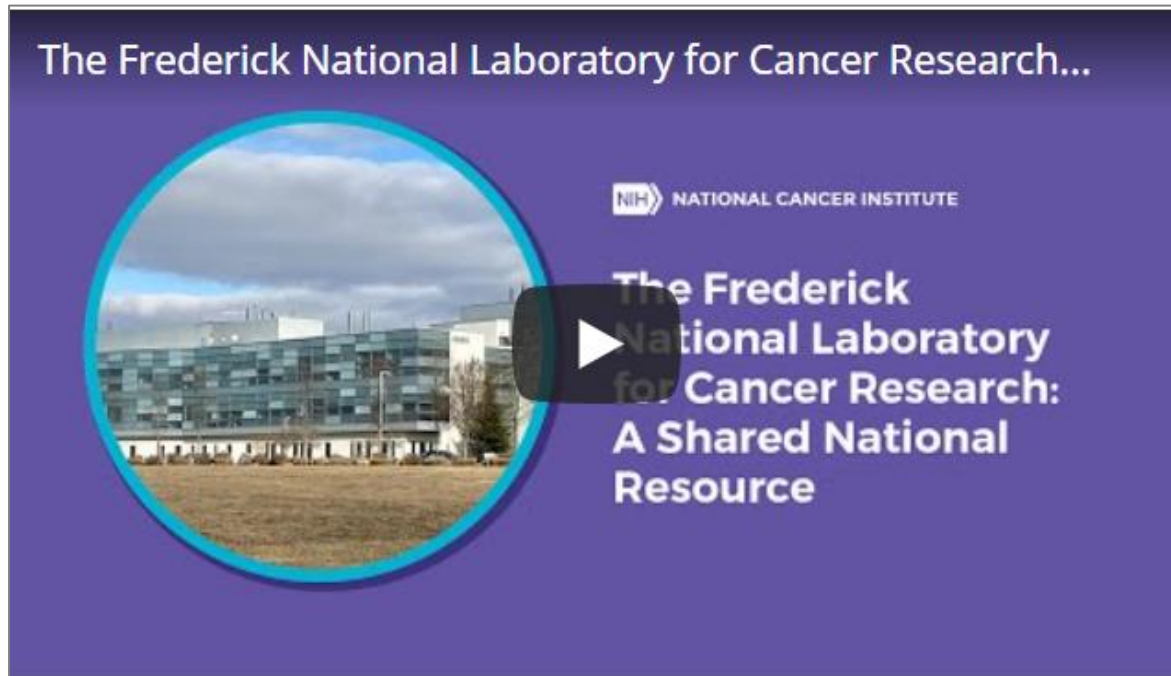 The Frederick National Laboratory for Cancer Research...
NIH NATIONAL CANCER INSTITUTE
The Frederick
National Laboratory
for Cancer Research:
A Shared National
Resource